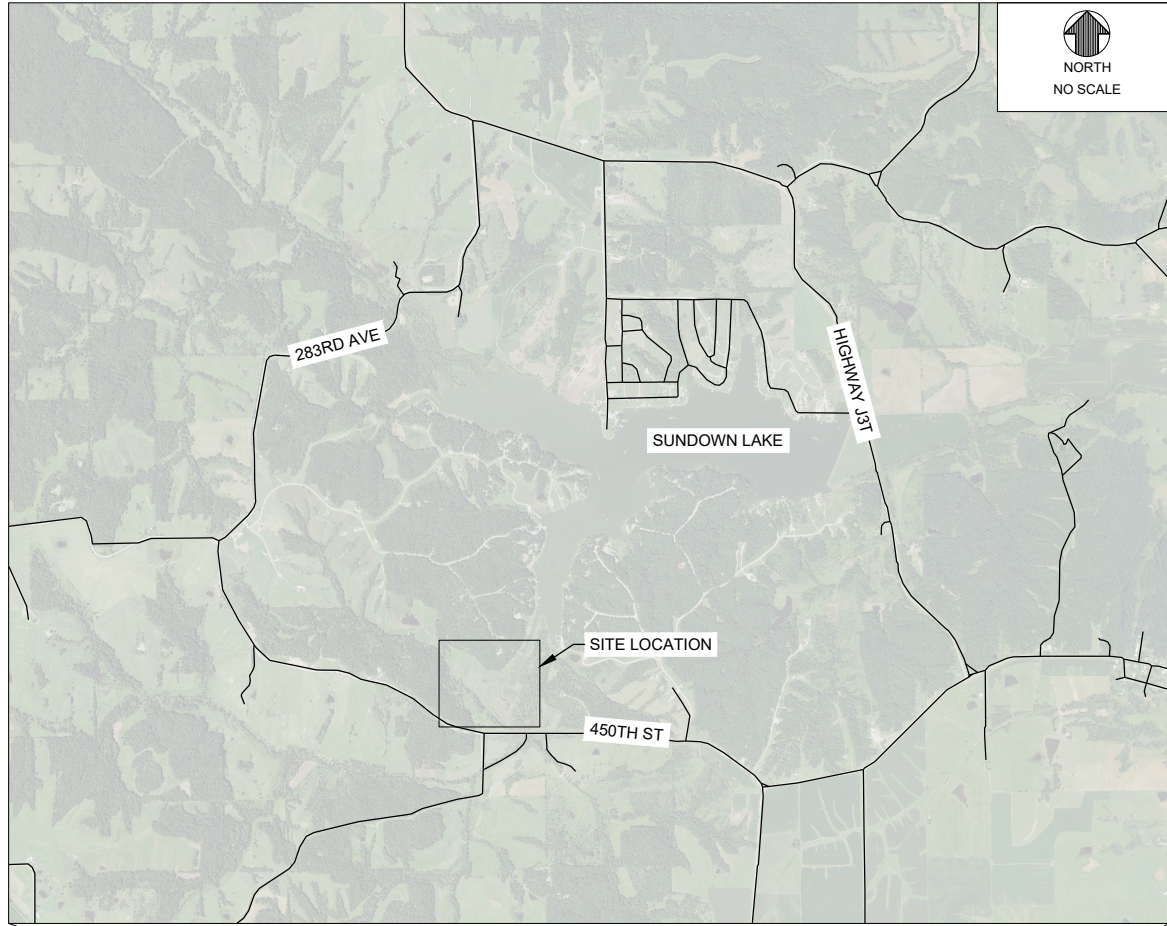 NORTH
NO SCALE
283RD AVE
HIGHWAY J3T
SUNDOWN LAKE
SITE LOCATION
450TH ST